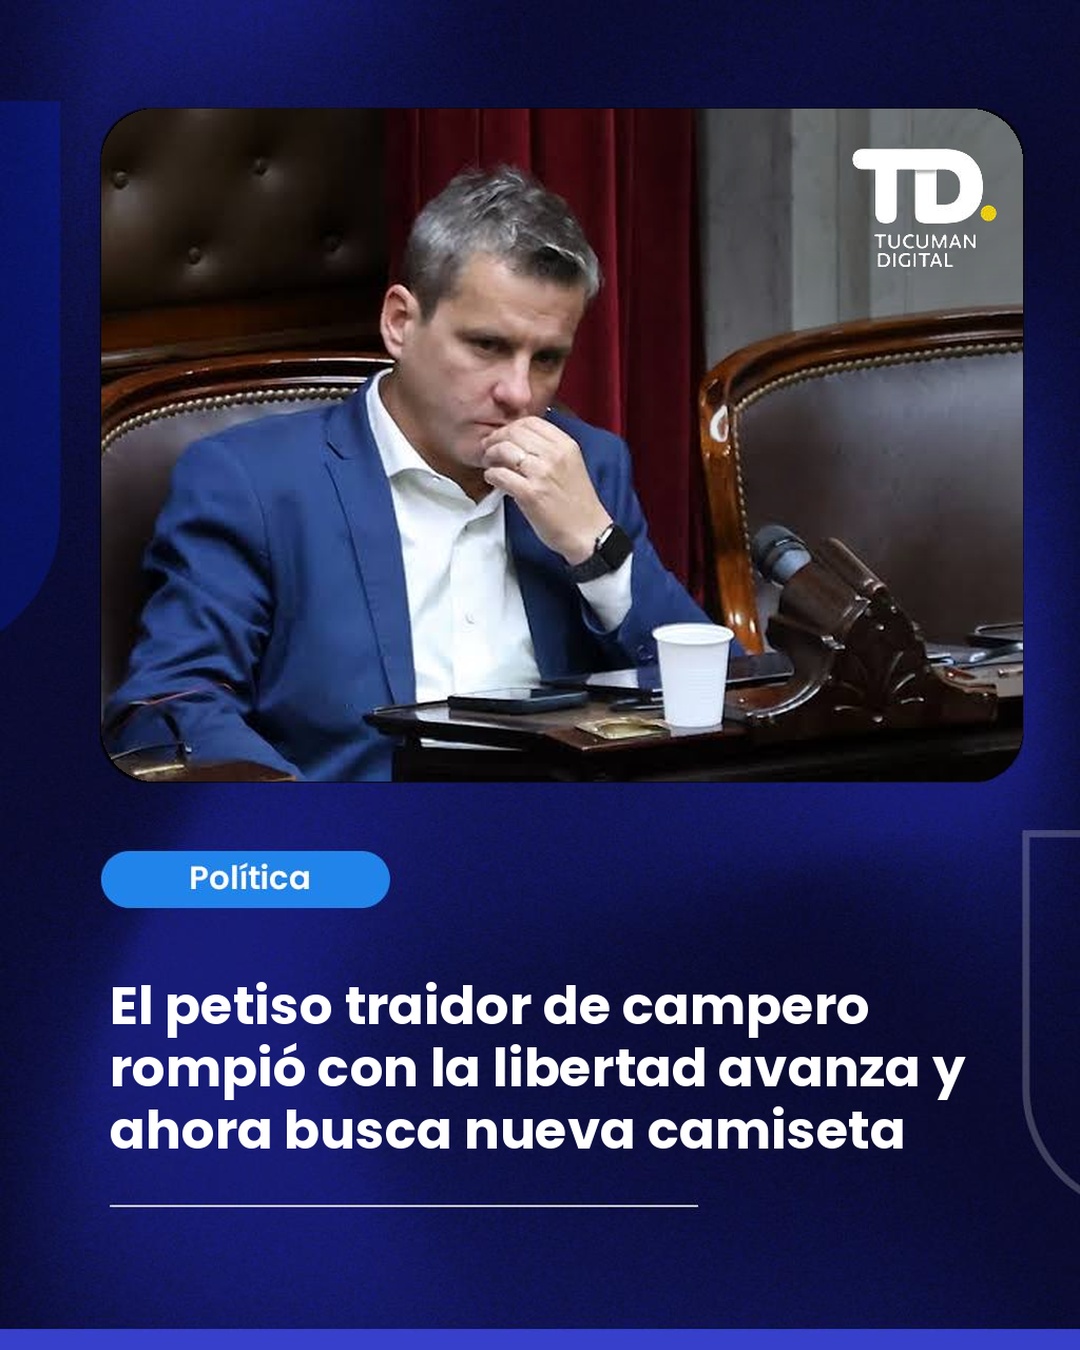 TD.
TUCUMAN
DIGITAL
Política
El petiso traidor de campero
rompió con la libertad avanza y
ahora busca nueva camiseta